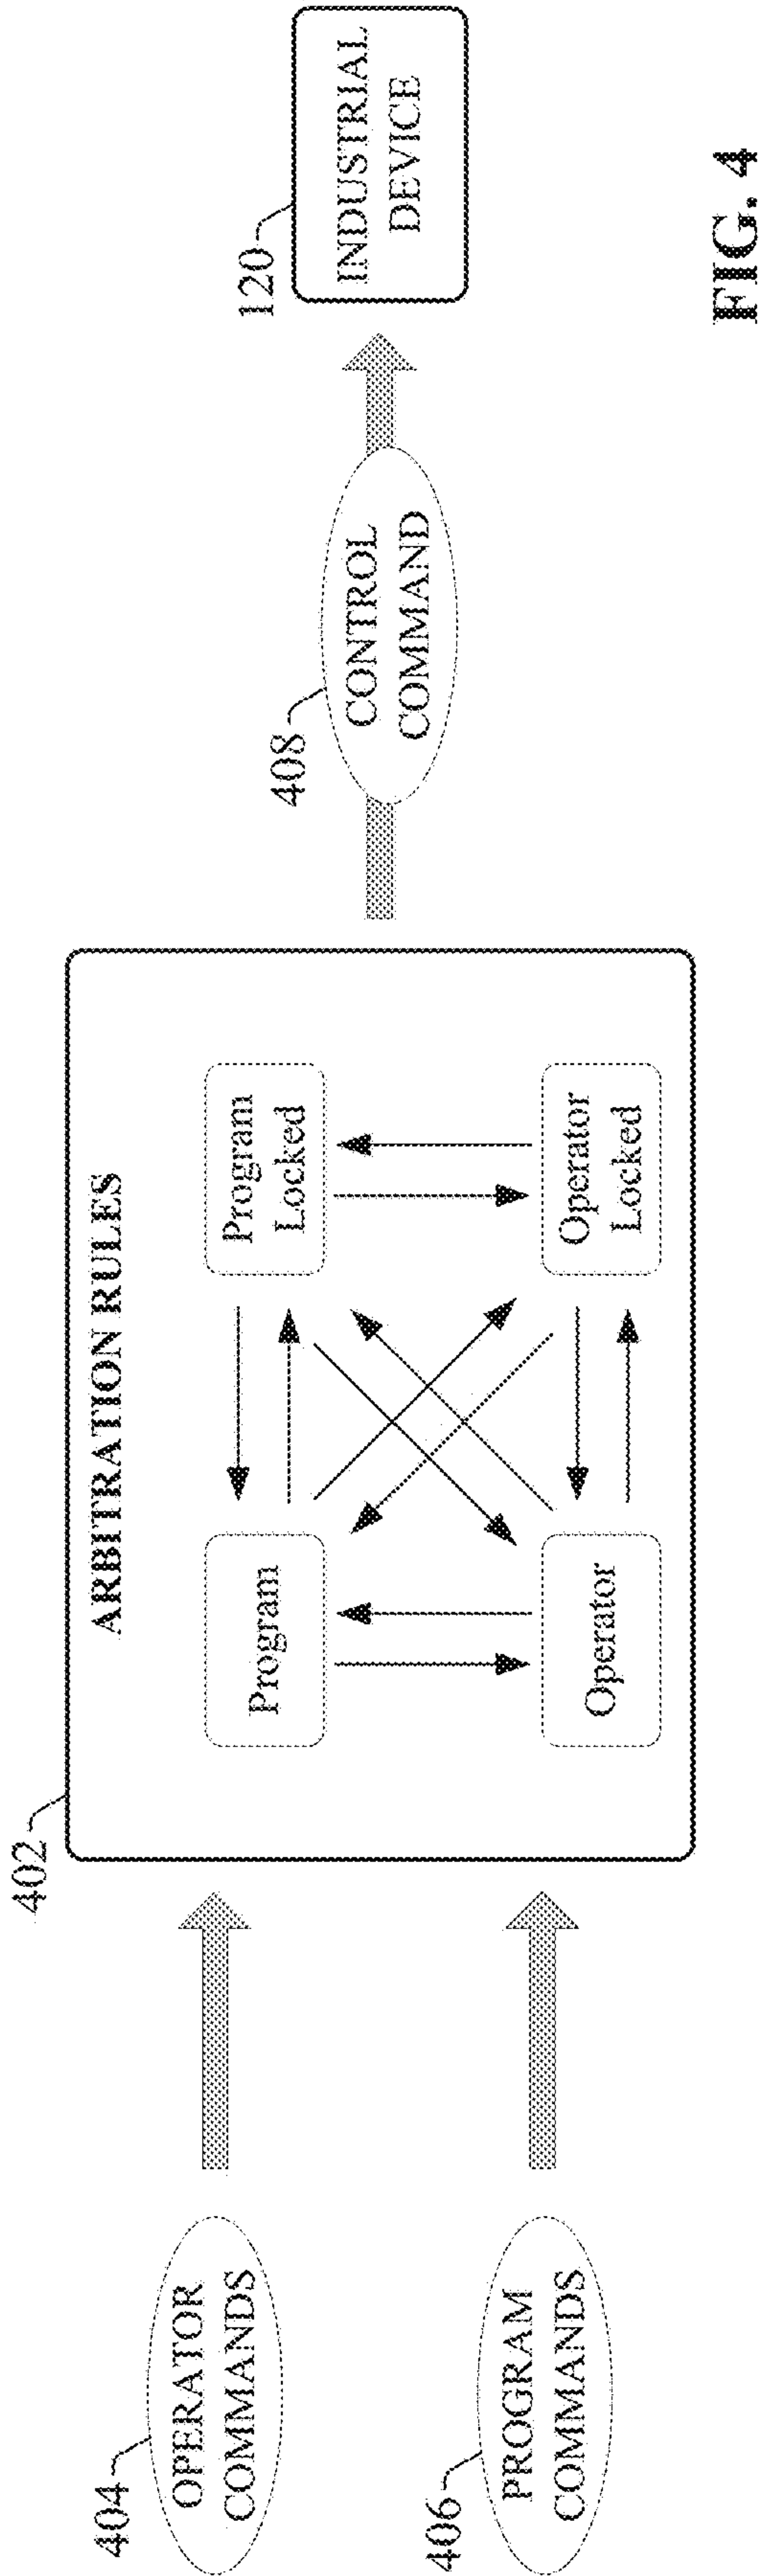 404
OPERATOR
COMMANDS
406
PROGRAM
COMMANDS
402
ARBITRATION RULES
Program
Program
Locked
Operator
Operator
Locked
408
CONTROL
COMMAND
120
INDUSTRIAL
DEVICE
FIG. 4